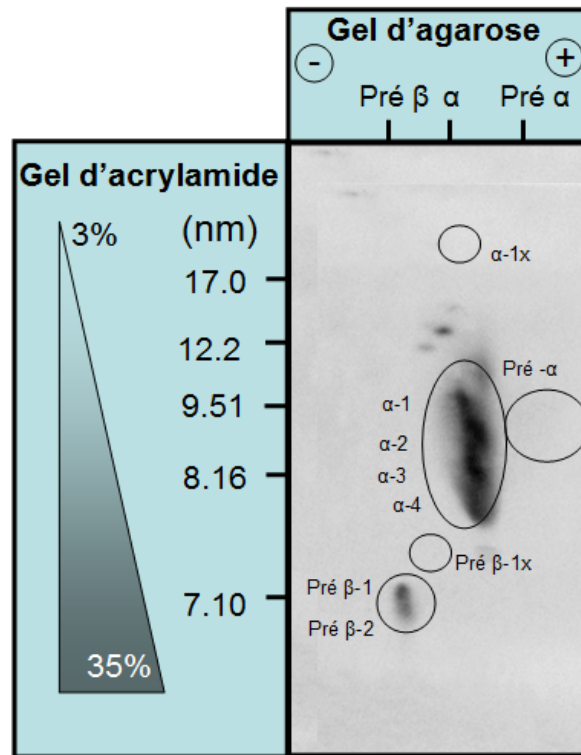 Gel d'agarose
- +
Pré β α Pré α
Gel d'acrylamide
3%
(nm)
17.0
12.2
9.51
8.16
7.10
35%
α-1x
Pré -α
α-1
α-2
α-3
α-4
Pré β-1x
Pré β-1
Pré β-2